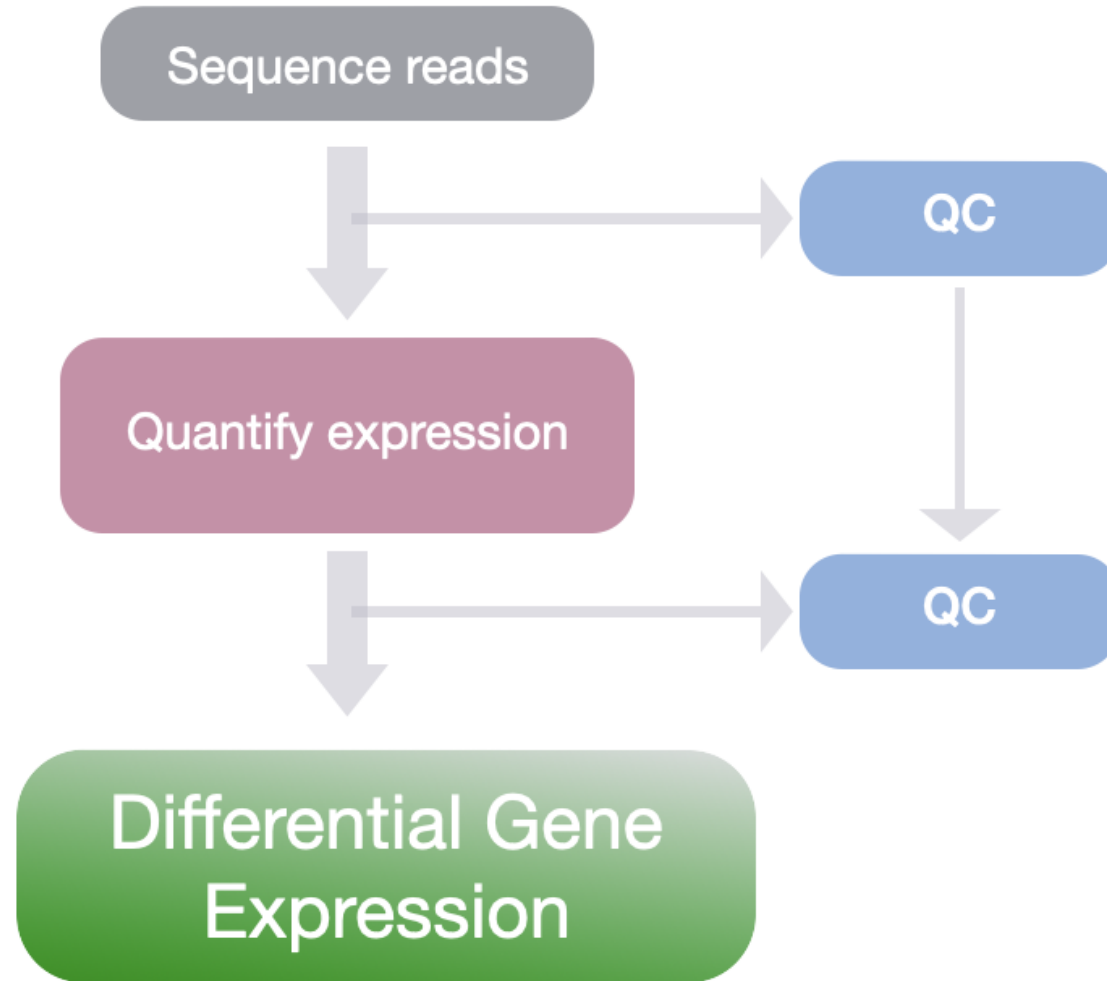 Sequence reads
QC
Quantify expression
QC
Differential Gene
Expression